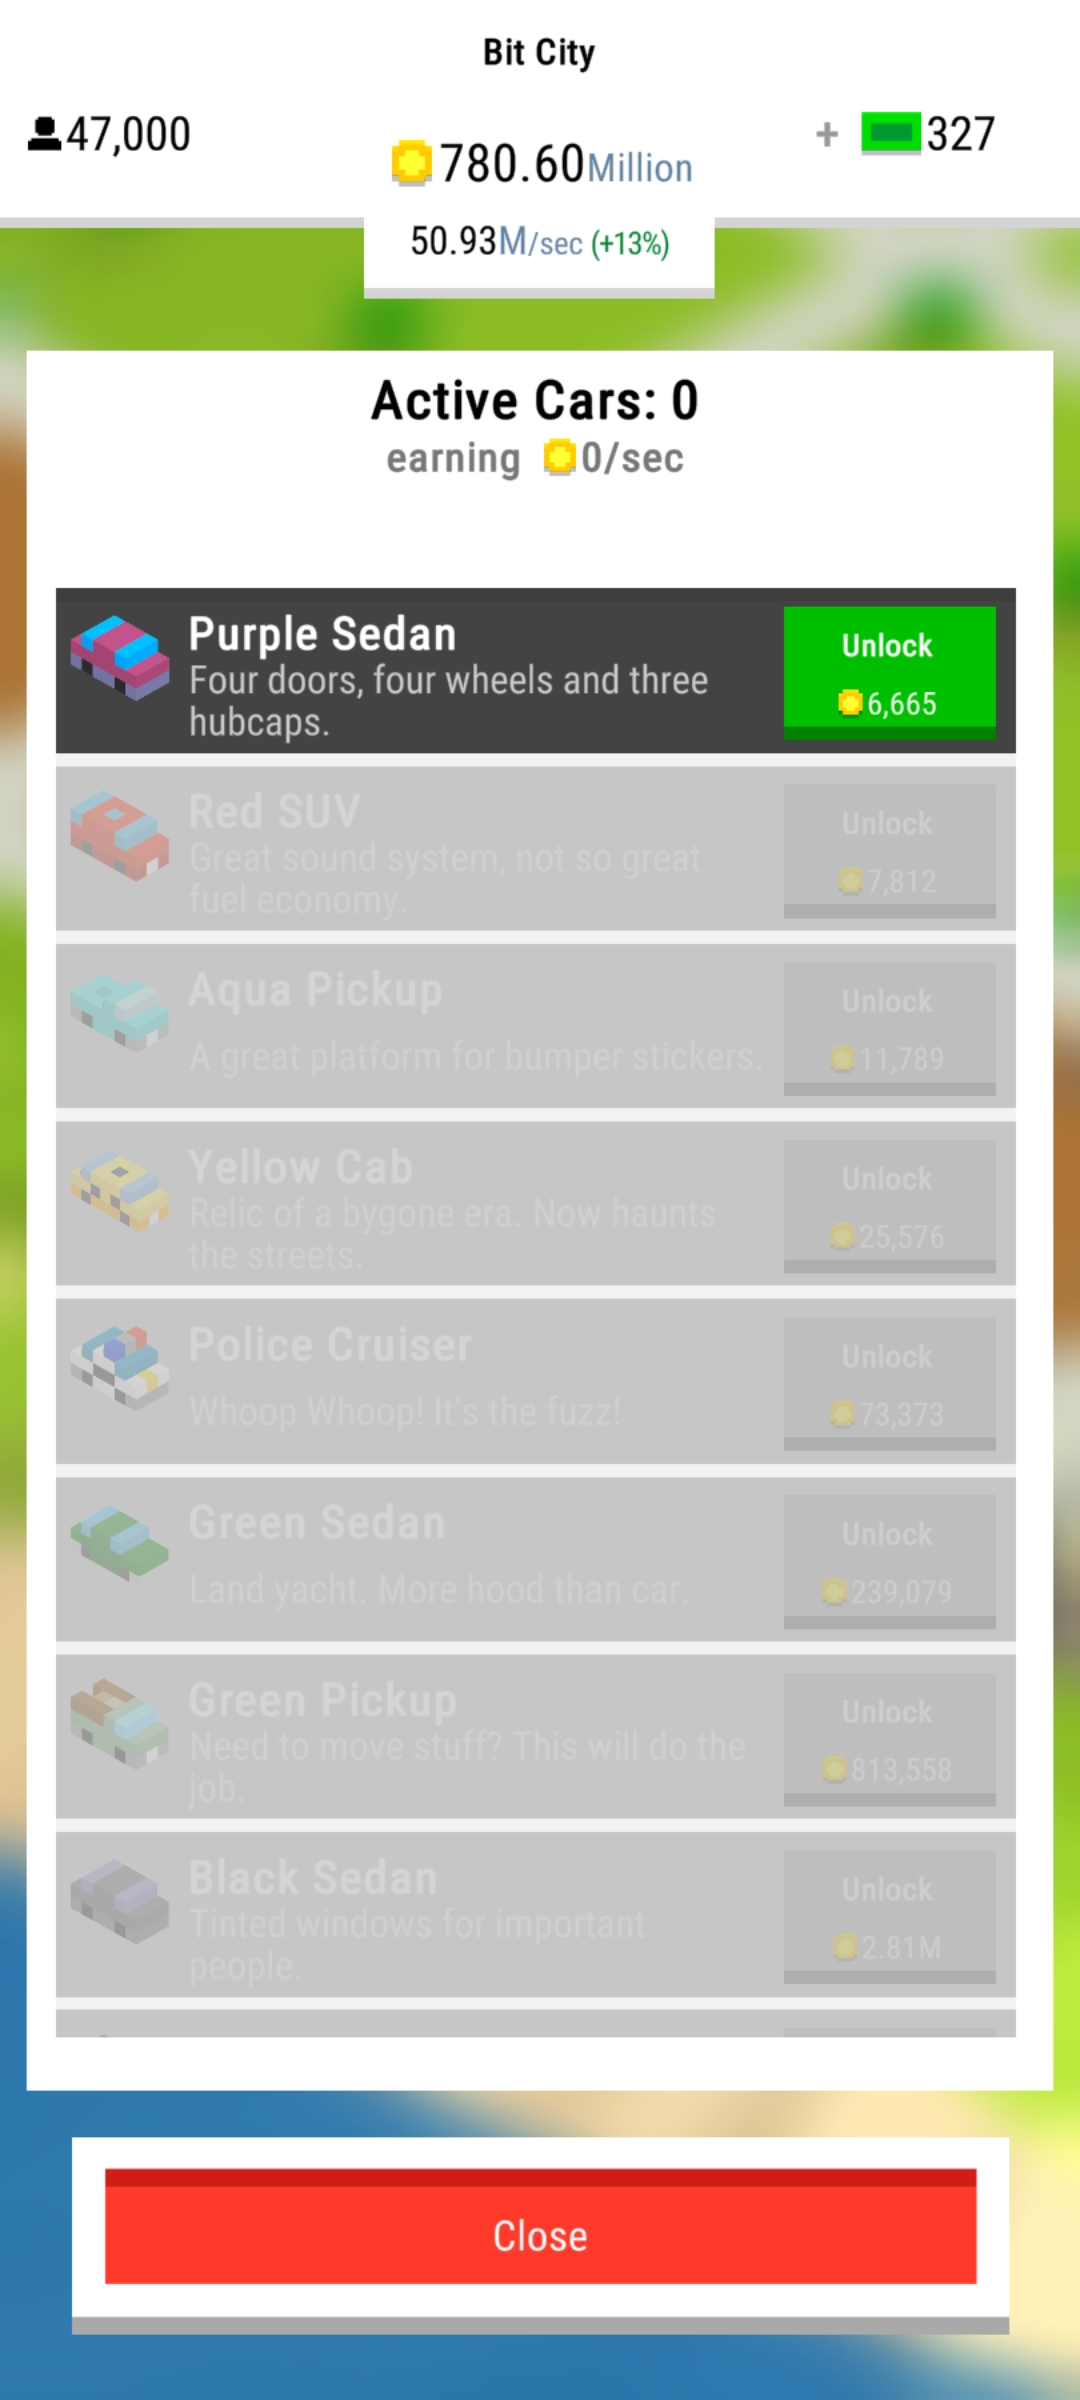 Bit City
47,000
780.60Million
+ 327
50.93M/sec (+13%)
Active Cars: 0
earning 0/sec
Purple Sedan
Four doors, four wheels and three
hubcaps.
Unlock
6,665
Red SUV
Great sound system, not so great
fuel economy.
Unlock
7,812
Aqua Pickup
A great platform for bumper stickers.
Unlock
11,789
Yellow Cab
Relic of a bygone era. Now haunts
the streets.
Unlock
25,576
Police Cruiser
Whoop Whoop! It's the fuzz!
Unlock
73,373
Green Sedan
Land yacht. More hood than car.
Unlock
239,079
Green Pickup
Need to move stuff? This will do the
job.
Unlock
813,558
Black Sedan
Tinted windows for important
people.
Unlock
2.81M
Close